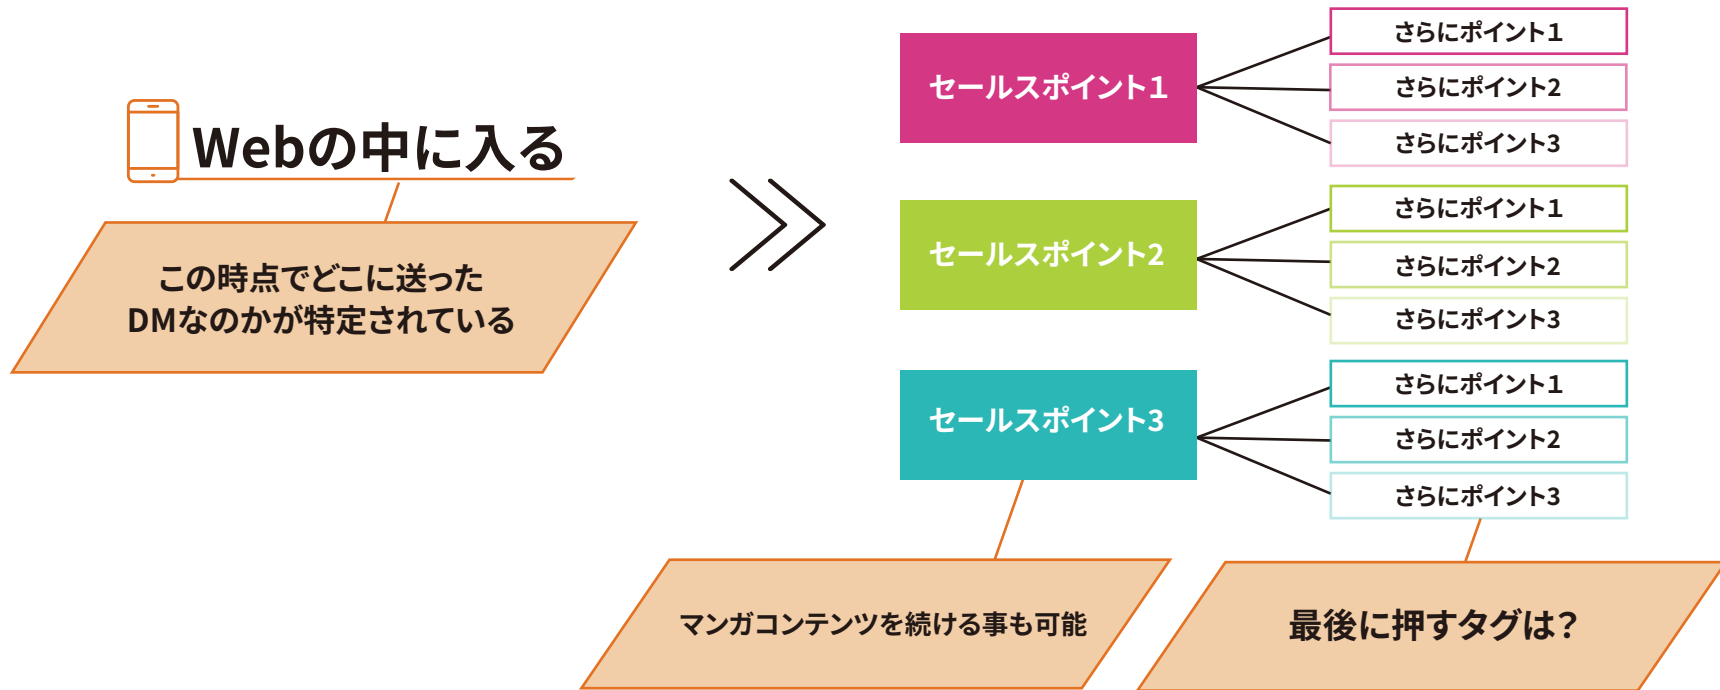 Webの中に入る
この時点でどこに送った
DMなのかが特定されている
セールスポイント１
さらにポイント１
さらにポイント2
さらにポイント3
セールスポイント2
さらにポイント１
さらにポイント2
さらにポイント3
セールスポイント3
さらにポイント１
さらにポイント2
さらにポイント3
マンガコンテンツを続ける事も可能
最後に押すタグは？